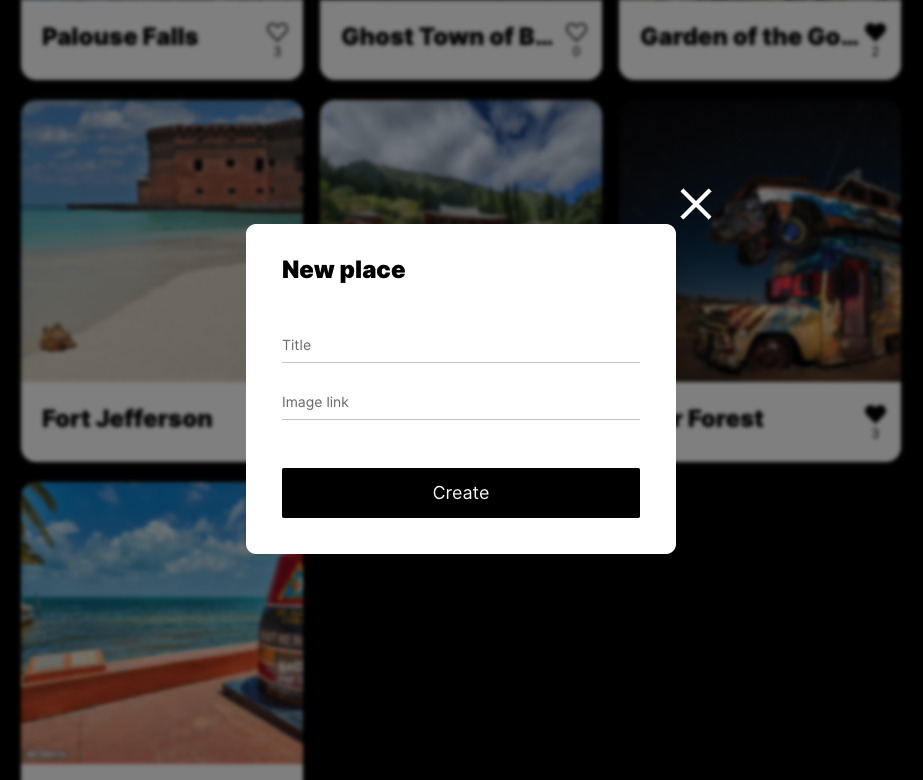 Palouse Falls
3
Ghost Town of B...
0
Garden of the Go...
2
New place
Title
Image link
Create
Fort Jefferson
r Forest
3